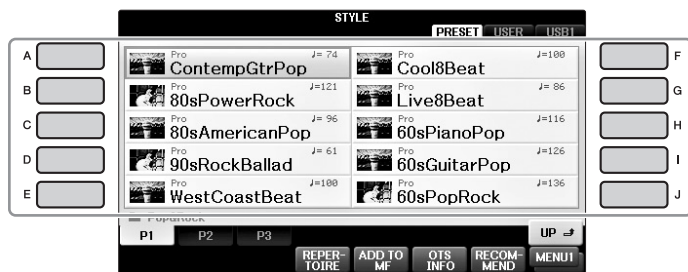 STYLE
PRESET USER USB1
A Pro ♩= 74 Pro ♩=100 F
ContempGtrPop Cool8Beat
B Pro ♩=121 Pro ♩= 86 G
80sPowerRock Live8Beat
C Pro ♩= 96 Pro ♩=116 H
80sAmericanPop 60sPianoPop
D Pro ♩= 61 Pro ♩=126 I
90sRockBallad 60sGuitarPop
E Pro ♩=100 Pro ♩=136 J
WestCoastBeat 60sPopRock
Pop&Rock
P1 P2 P3 UP
REPER-TOIRE ADD TO MF OTS INFO RECOM-MEND MENU1